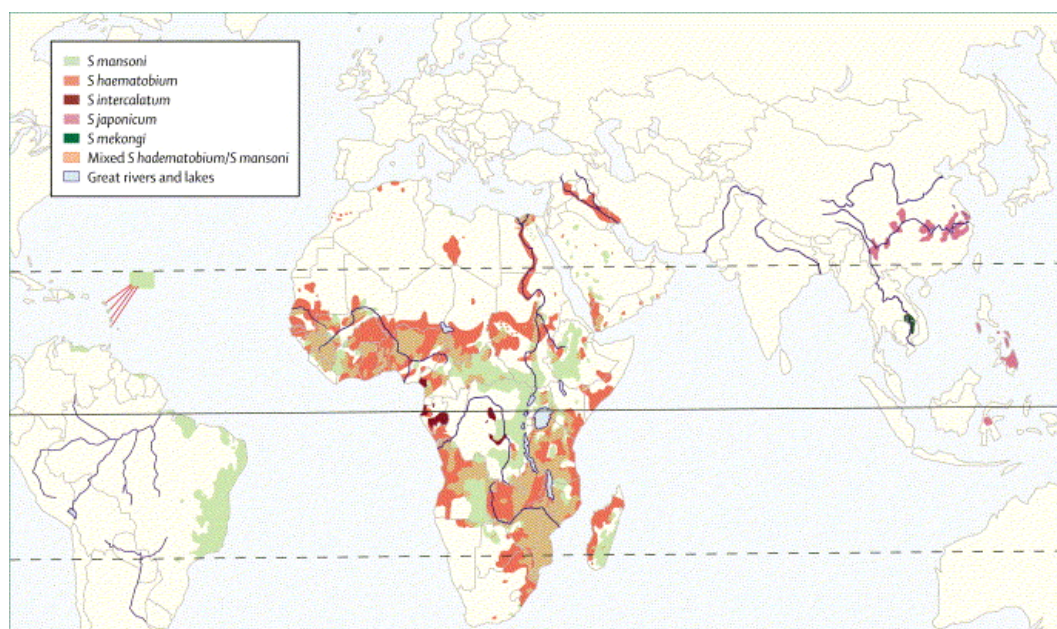 S mansoni
S haematobium
S intercalatum
S japonicum
S mekongi
Mixed S hadematobium/S mansoni
Great rivers and lakes